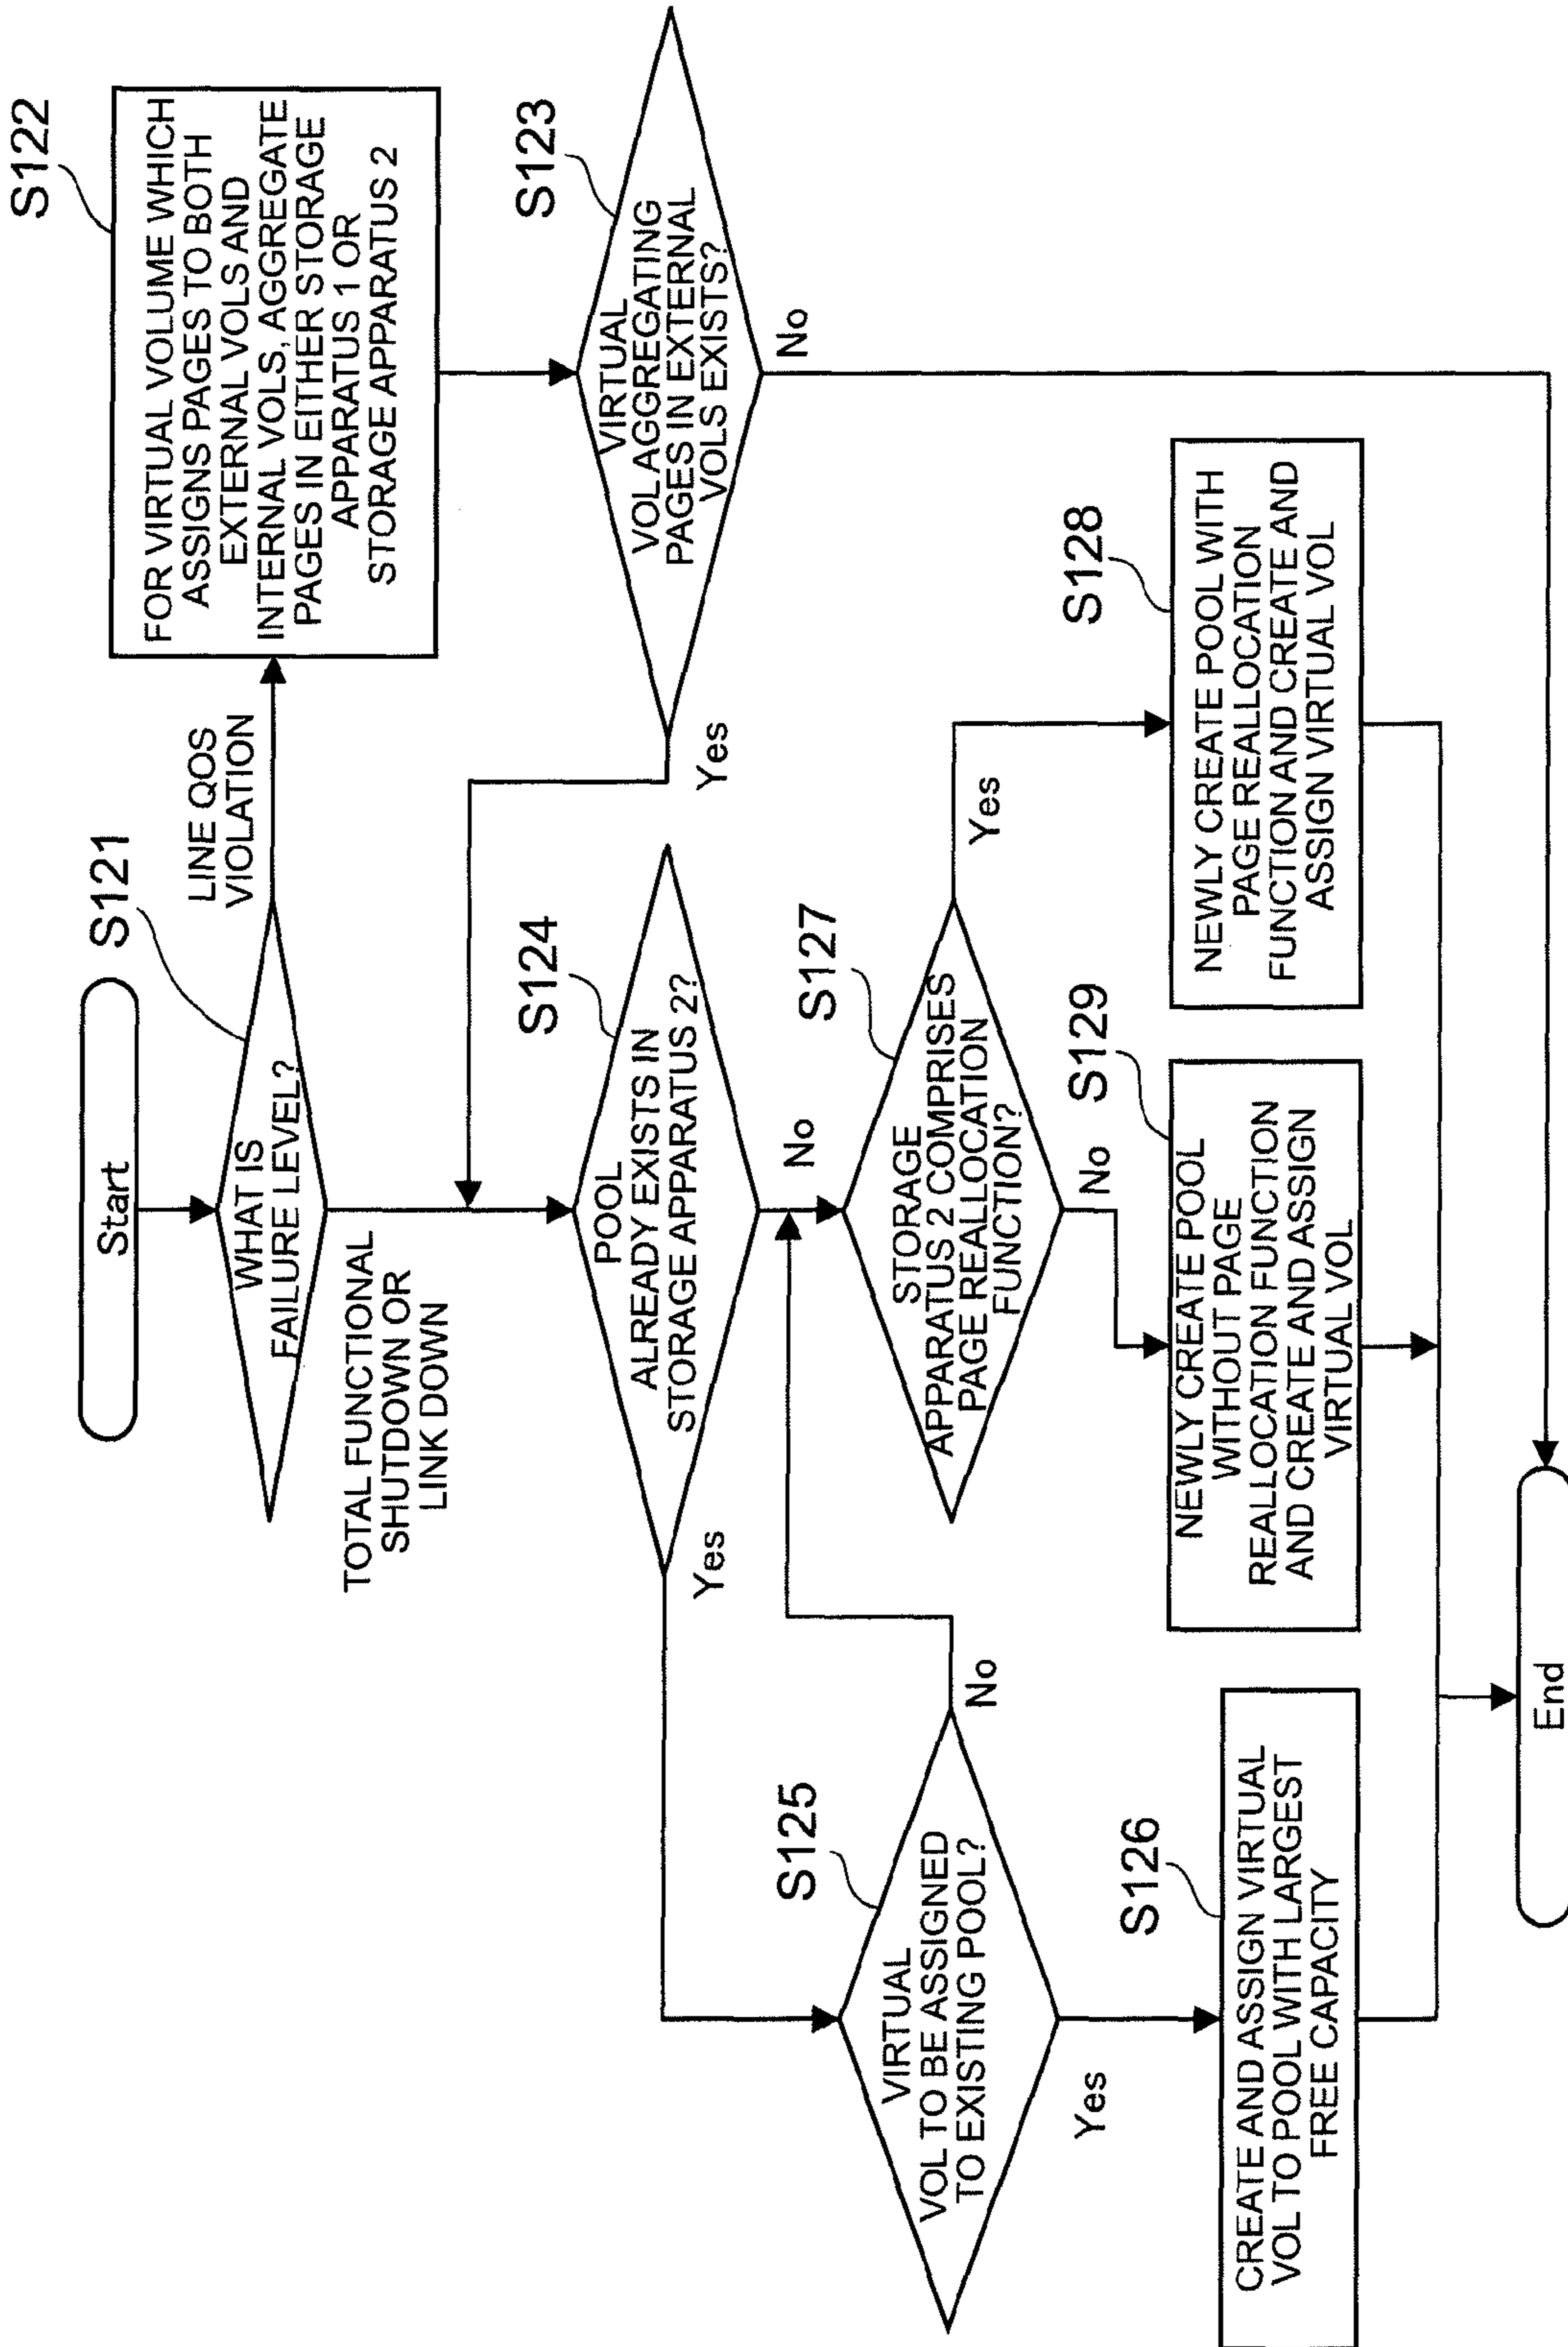 Start
S121
WHAT IS
FAILURE LEVEL?
LINE QOS
VIOLATION
TOTAL FUNCTIONAL
SHUTDOWN OR
LINK DOWN
S122
FOR VIRTUAL VOLUME WHICH
ASSIGNS PAGES TO BOTH
EXTERNAL VOLS AND
INTERNAL VOLS, AGGREGATE
PAGES IN EITHER STORAGE
APPARATUS 1 OR
STORAGE APPARATUS 2
S123
VIRTUAL
VOL AGGREGATING
PAGES IN EXTERNAL
VOLS EXISTS?
Yes
No
S124
POOL
ALREADY EXISTS IN
STORAGE APPARATUS 2?
Yes
No
S125
VIRTUAL
VOL TO BE ASSIGNED
TO EXISTING POOL?
No
Yes
S127
STORAGE
APPARATUS 2 COMPRISES
PAGE REALLOCATION
FUNCTION?
Yes
No
S126
CREATE AND ASSIGN VIRTUAL
VOL TO POOL WITH LARGEST
FREE CAPACITY
S129
NEWLY CREATE POOL
WITHOUT PAGE
REALLOCATION FUNCTION
AND CREATE AND ASSIGN
VIRTUAL VOL
S128
NEWLY CREATE POOL WITH
PAGE REALLOCATION
FUNCTION AND CREATE AND
ASSIGN VIRTUAL VOL
End